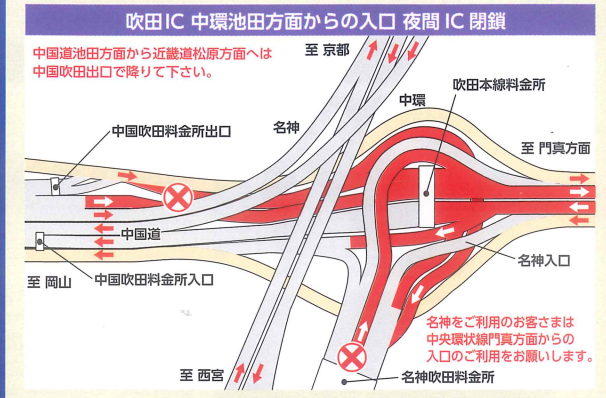 吹田IC 中環池田方面からの入口 夜間IC閉鎖
中国道池田方面から近畿道松原方面へは
中国吹田出口で降りて下さい。
至 京都
吹田本線料金所
中環
名神
中国吹田料金所出口
至 門真方面
中国道
名神入口
至 岡山
中国吹田料金所入口
名神をご利用のお客さまは
中央環状線門真方面からの
入口のご利用をお願いします。
至 西宮
名神吹田料金所